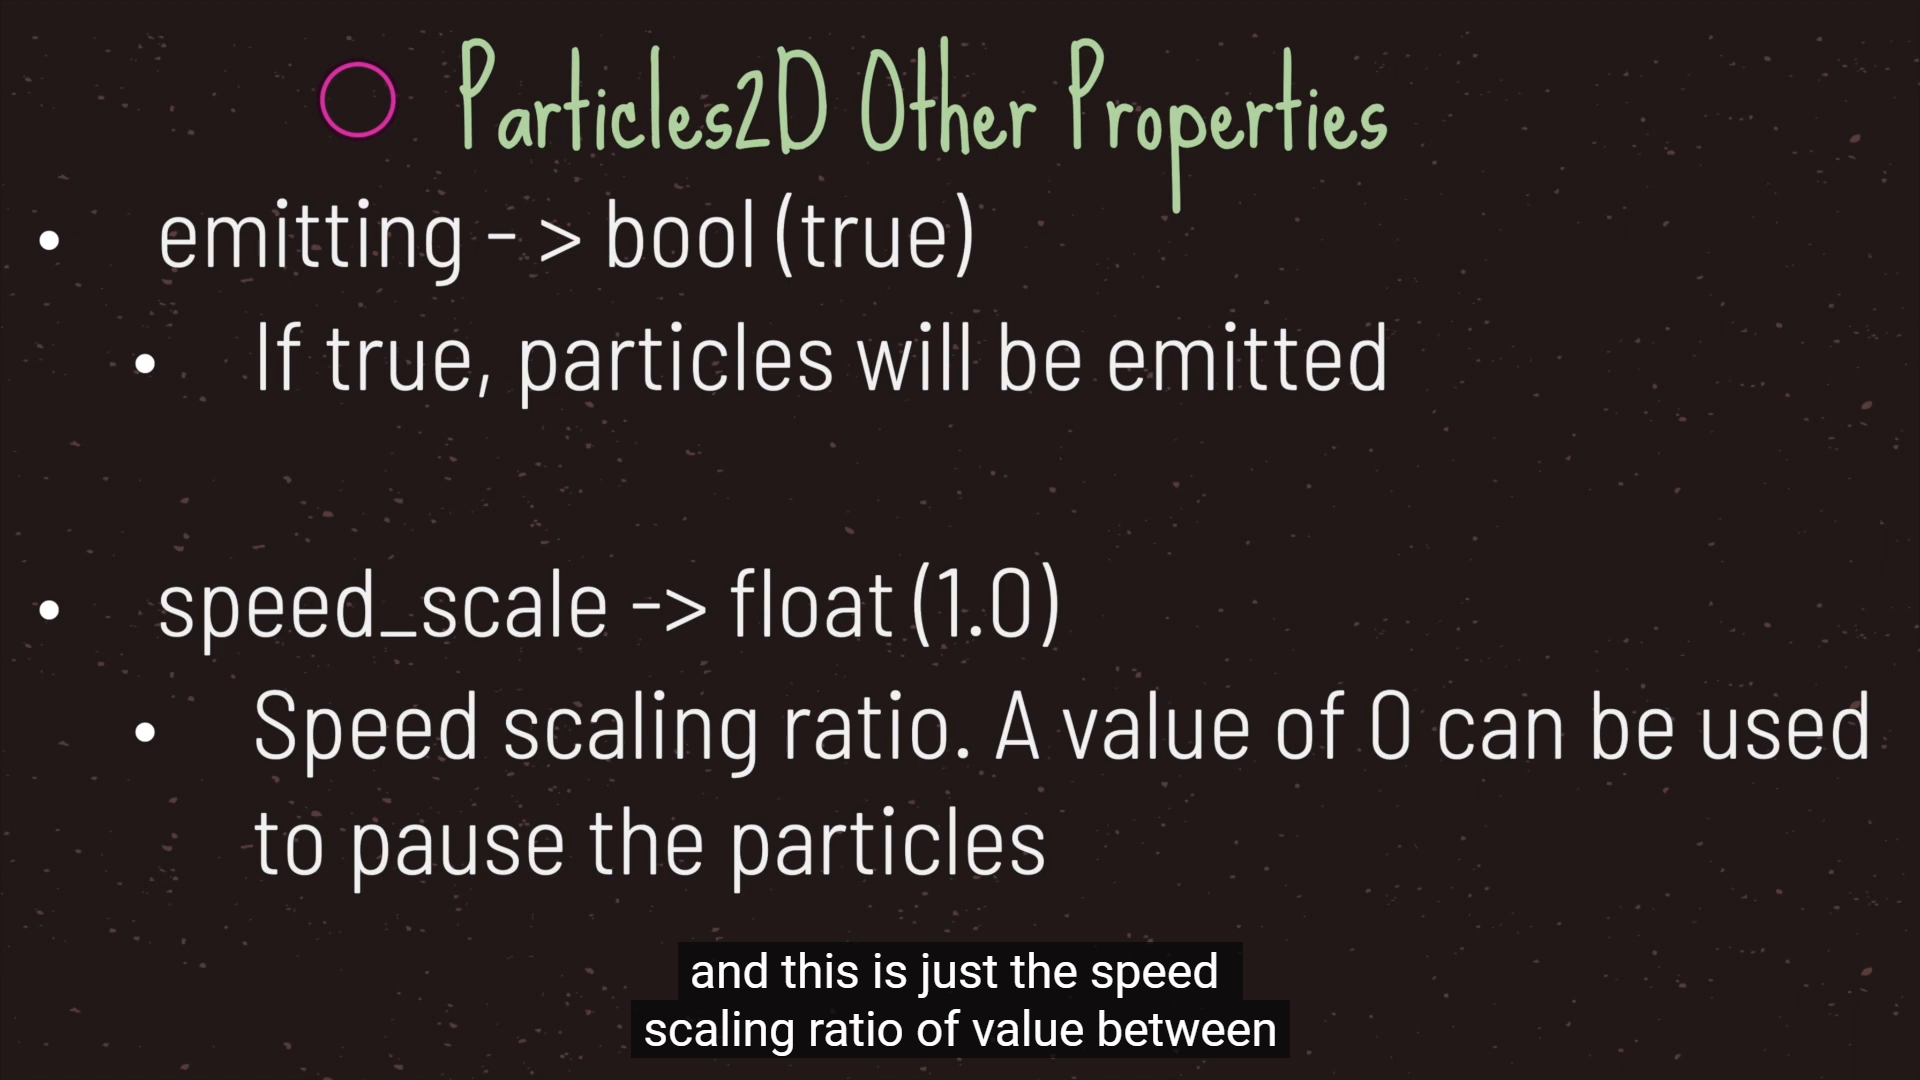 Particles2D Other Properties
• emitting - > bool (true)
• If true, particles will be emitted
• speed_scale -> float (1.0)
• Speed scaling ratio. A value of 0 can be used
to pause the particles
and this is just the speed
scaling ratio of value between